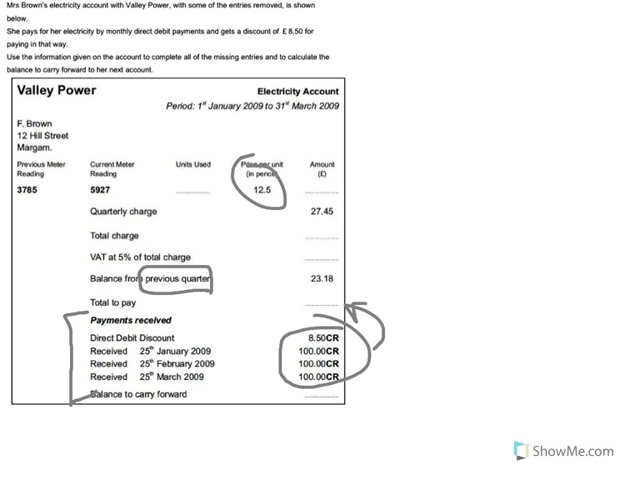 Mrs Brown's electricity account with Valley Power, with some of the entries removed, is shown
below.
She pays for her electricity by monthly direct debit payments and gets a discount of £ 8.50 for
paying in that way.
Use the information given on the account to complete all of the missing entries and to calculate the
balance to carry forward to her next account.
Valley Power Electricity Account
Period: 1st January 2009 to 31st March 2009
F. Brown
12 Hill Street
Margam.
Previous Meter Current Meter Units Used Price per unit Amount
Reading Reading (in pence) (£)
3785 5927 12.5
Quarterly charge 27.45
Total charge
VAT at 5% of total charge
Balance from previous quarter 23.18
Total to pay
Payments received
Direct Debit Discount 8.50CR
Received 25th January 2009 100.00CR
Received 25th February 2009 100.00CR
Received 25th March 2009 100.00CR
Balance to carry forward
ShowMe.com